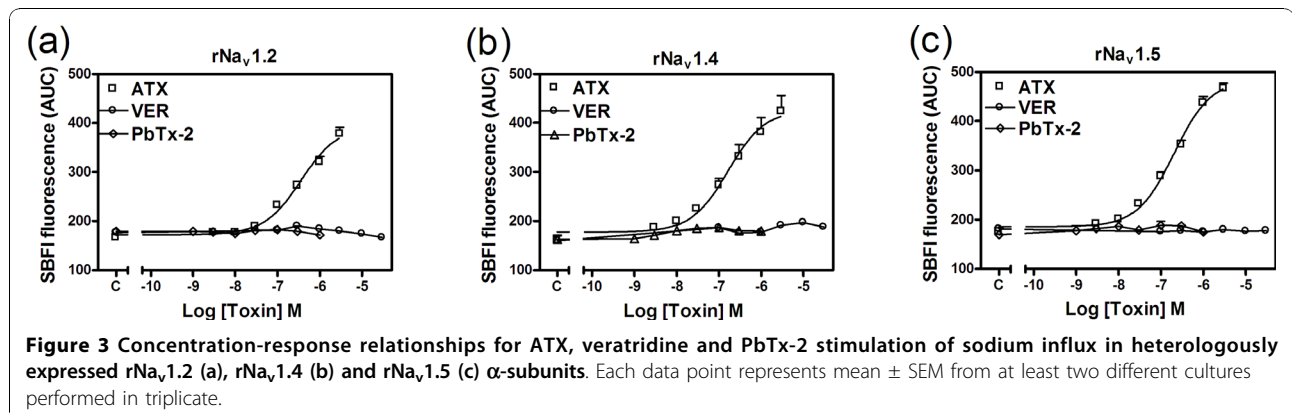 (a)
rNav1.2
500
400
300
200
100
SBFI fluorescence (AUC)
ATX
VER
PbTx-2
C -10 -9 -8 -7 -6 -5
Log [Toxin] M
(b)
rNav1.4
500
400
300
200
100
SBFI fluorescence (AUC)
ATX
VER
PbTx-2
C -10 -9 -8 -7 -6 -5
Log [Toxin] M
(c)
rNav1.5
500
400
300
200
100
SBFI fluorescence (AUC)
ATX
VER
PbTx-2
C -10 -9 -8 -7 -6 -5
Log [Toxin] M
Figure 3 Concentration-response relationships for ATX, veratridine and PbTx-2 stimulation of sodium influx in heterologously
expressed rNav1.2 (a), rNav1.4 (b) and rNav1.5 (c) α-subunits. Each data point represents mean ± SEM from at least two different cultures
performed in triplicate.